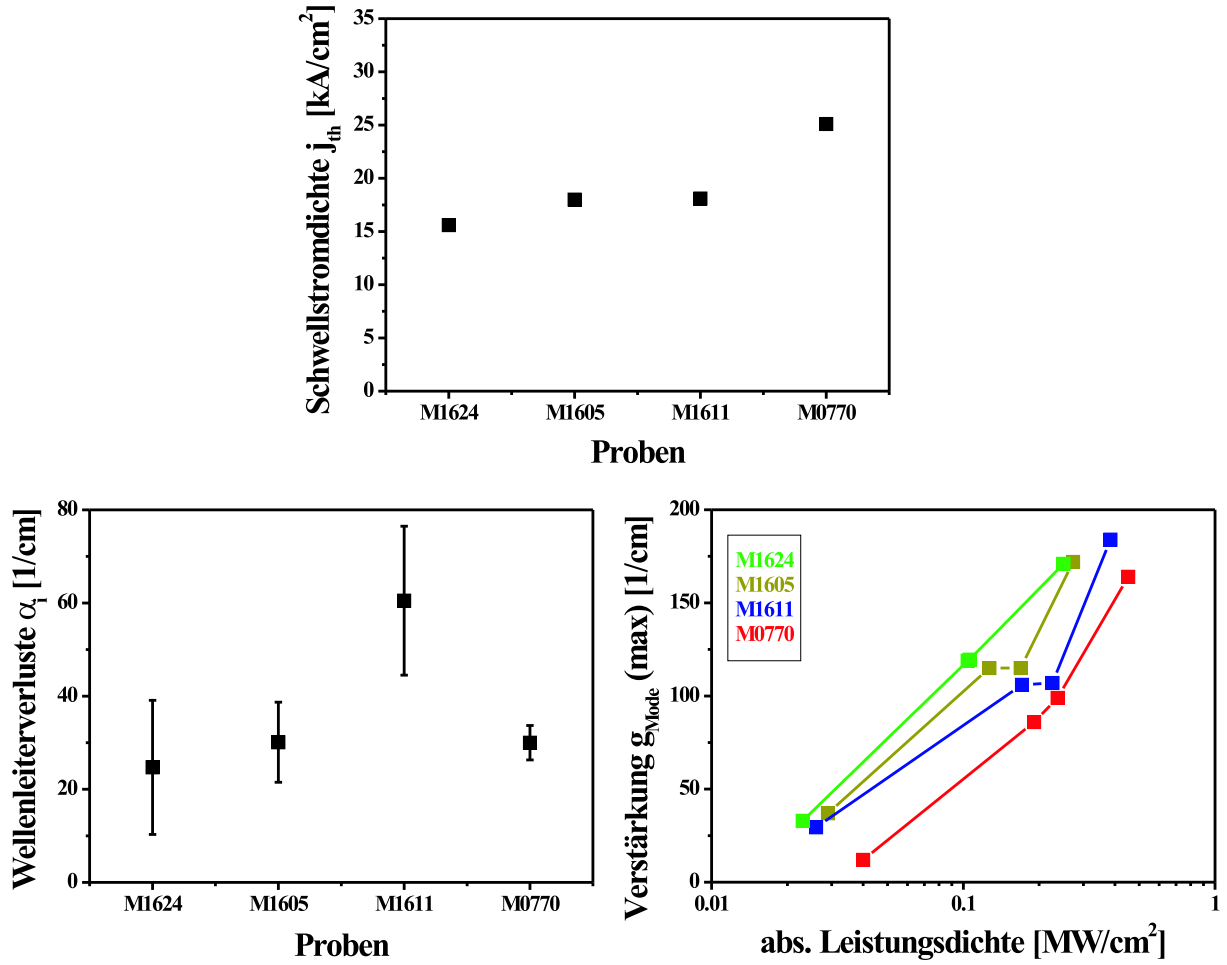 Schwellstromdichte j_th [kA/cm²]
35
30
25
20
15
10
5
0
M1624 M1605 M1611 M0770
Proben
Wellenleiterverluste α_i [1/cm]
80
60
40
20
0
M1624 M1605 M1611 M0770
Proben
Verstärkung g_Mode (max) [1/cm]
200
150
100
50
0
M1624
M1605
M1611
M0770
0.01 0.1 1
abs. Leistungsdichte [MW/cm²]